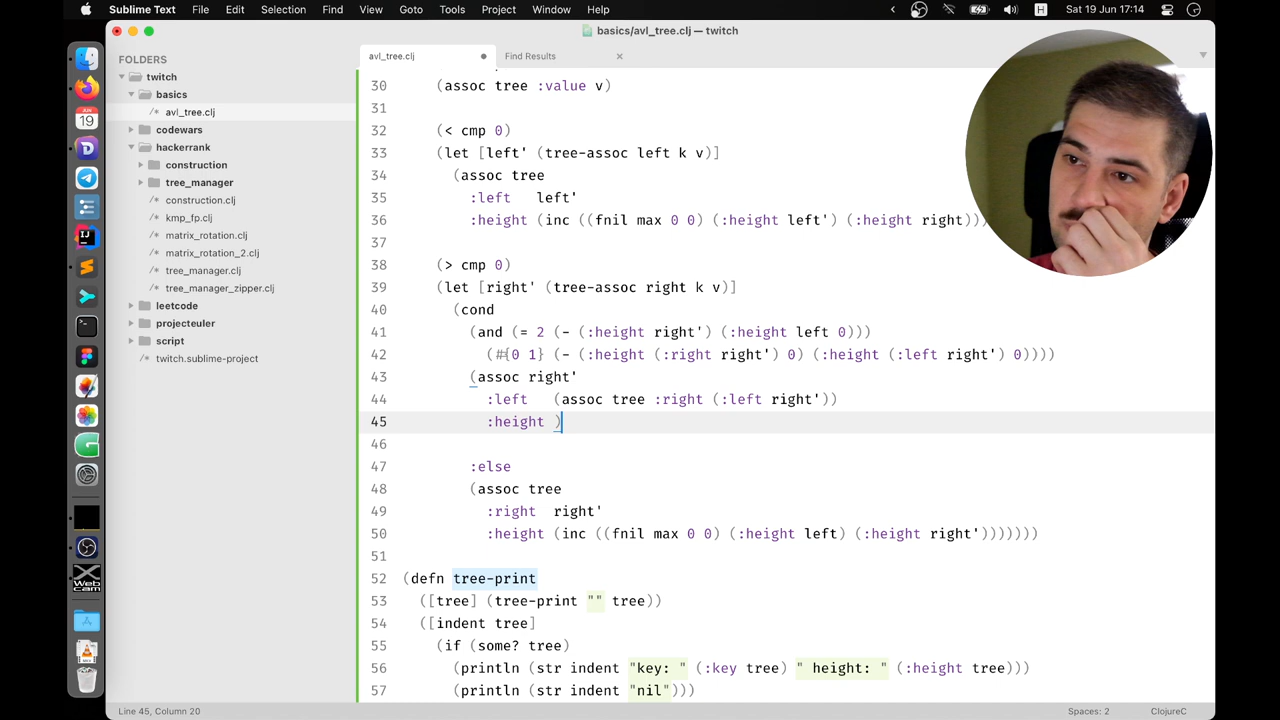 Sublime Text File Edit Selection Find View Goto Tools Project Window Help
H Sat 19 Jun 17:14
basics/avl_tree.clj — twitch
FOLDERS
twitch
basics
/* avl_tree.clj
codewars
hackerrank
construction
tree_manager
/* construction.clj
/* kmp_fp.clj
/* matrix_rotation.clj
/* matrix_rotation_2.clj
/* tree_manager.clj
/* tree_manager_zipper.clj
leetcode
projecteuler
script
/* twitch.sublime-project
JUN
19
IJ
X
Web
cam
avl_tree.clj
Find Results
30 (assoc tree :value v)
31
32 (< cmp 0)
33 (let [left' (tree-assoc left k v)]
34 (assoc tree
35 :left left'
36 :height (inc ((fnil max 0 0) (:height left') (:height right))))
37
38 (> cmp 0)
39 (let [right' (tree-assoc right k v)]
40 (cond
41 (and (= 2 (- (:height right') (:height left 0)))
42 (#{0 1} (- (:height (:right right') 0) (:height (:left right') 0))))
43 (assoc right'
44 :left (assoc tree :right (:left right'))
45 :height )
46
47 :else
48 (assoc tree
49 :right right'
50 :height (inc ((fnil max 0 0) (:height left) (:height right')))))))
51
52 (defn tree-print
53 ([tree] (tree-print "" tree))
54 ([indent tree]
55 (if (some? tree)
56 (println (str indent "key: " (:key tree) " height: " (:height tree)))
57 (println (str indent "nil")))
Line 45, Column 20
Spaces: 2
ClojureC